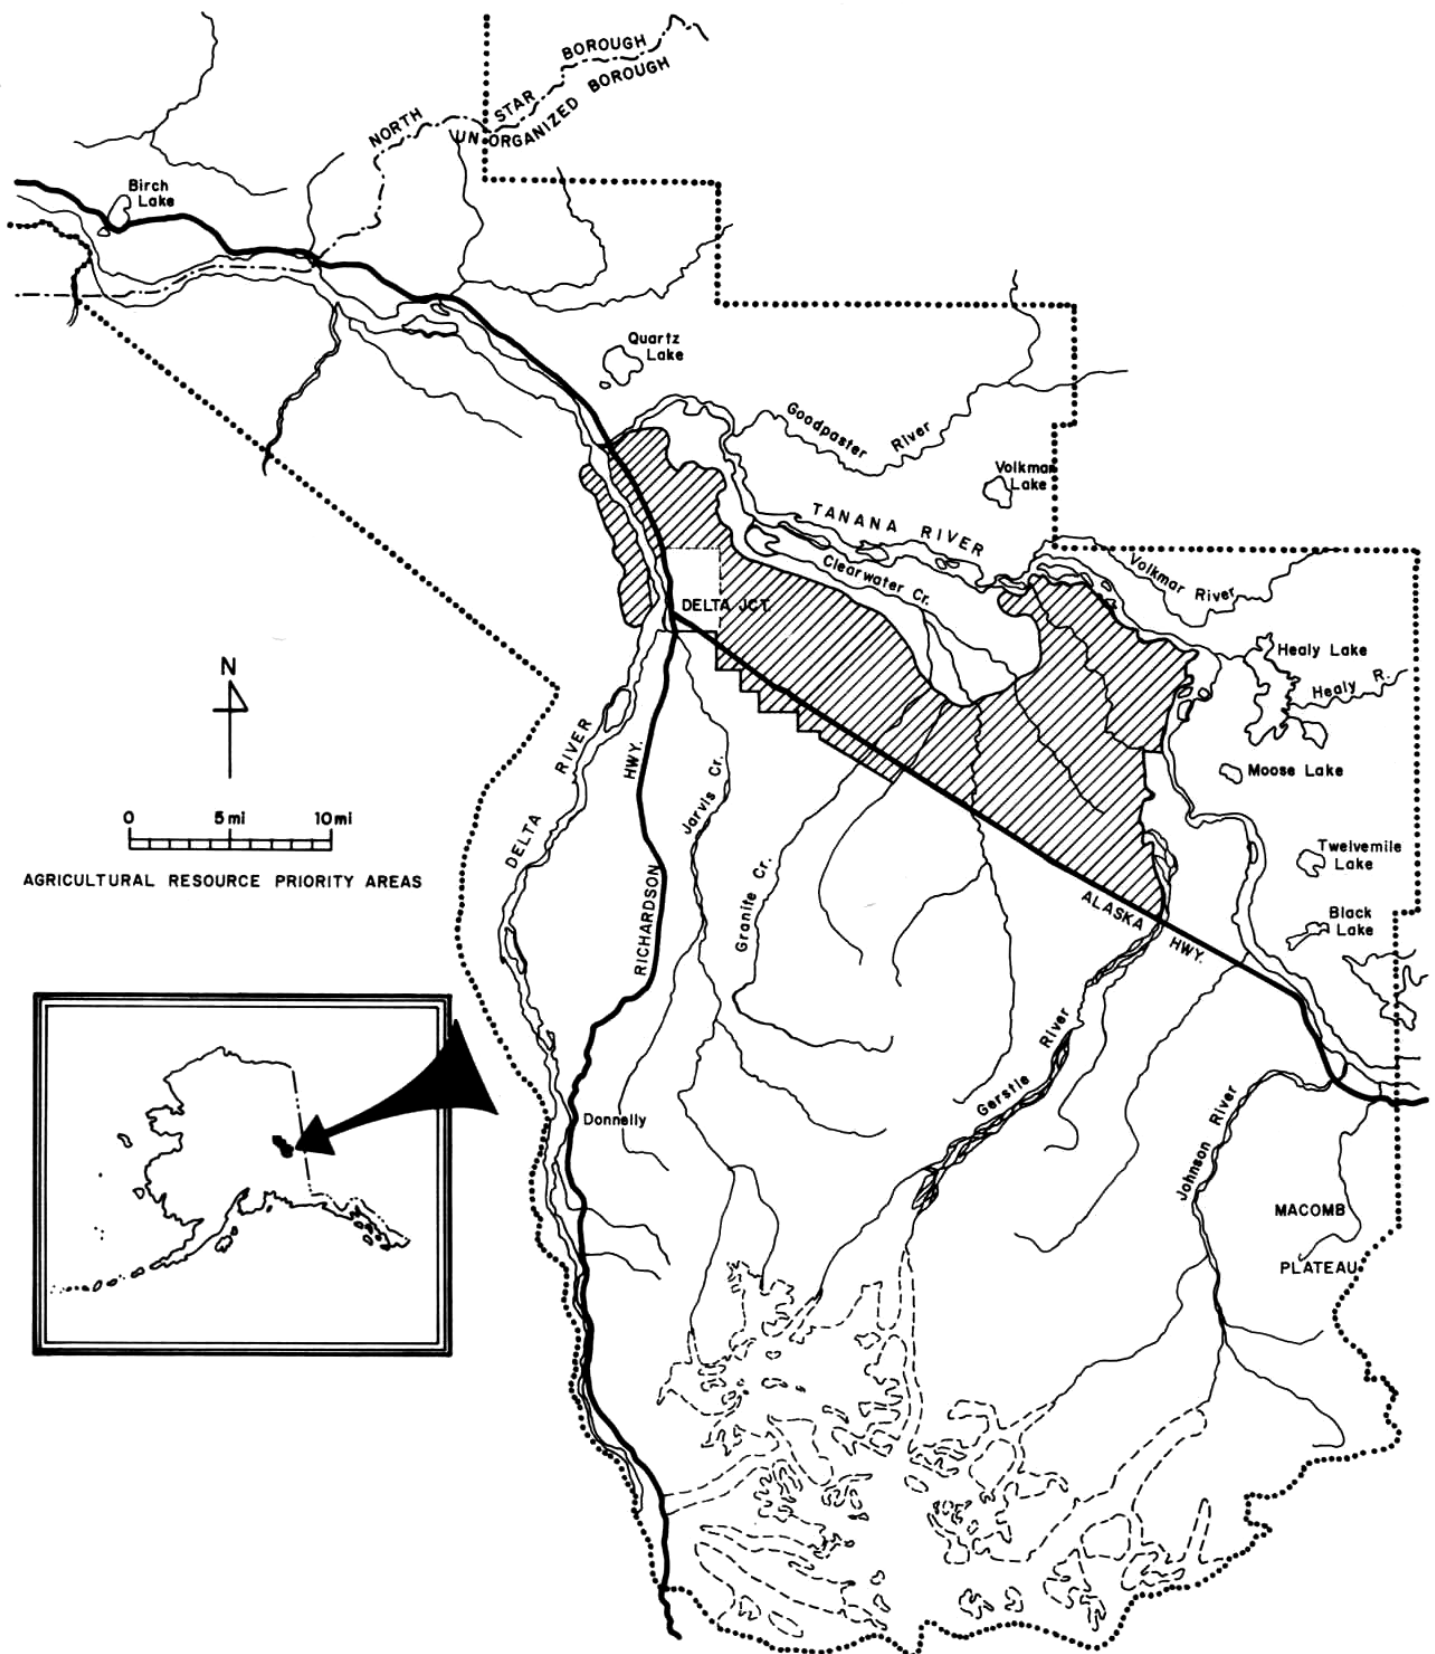 NORTH STAR BOROUGH
UNORGANIZED BOROUGH
Birch
Lake
Quartz
Lake
Goodpaster River
Volkmar
Lake
TANANA RIVER
Clearwater Cr.
Volkmar River
DELTA JCT.
Healy Lake
Healy R.
N
DELTA RIVER
RICHARDSON HWY.
Jarvis Cr.
Moose Lake
0 5mi 10mi
AGRICULTURAL RESOURCE PRIORITY AREAS
Granite Cr.
Twelvemile
Lake
ALASKA HWY.
Black
Lake
Gerstle River
Donnelly
Johnson River
MACOMB
PLATEAU